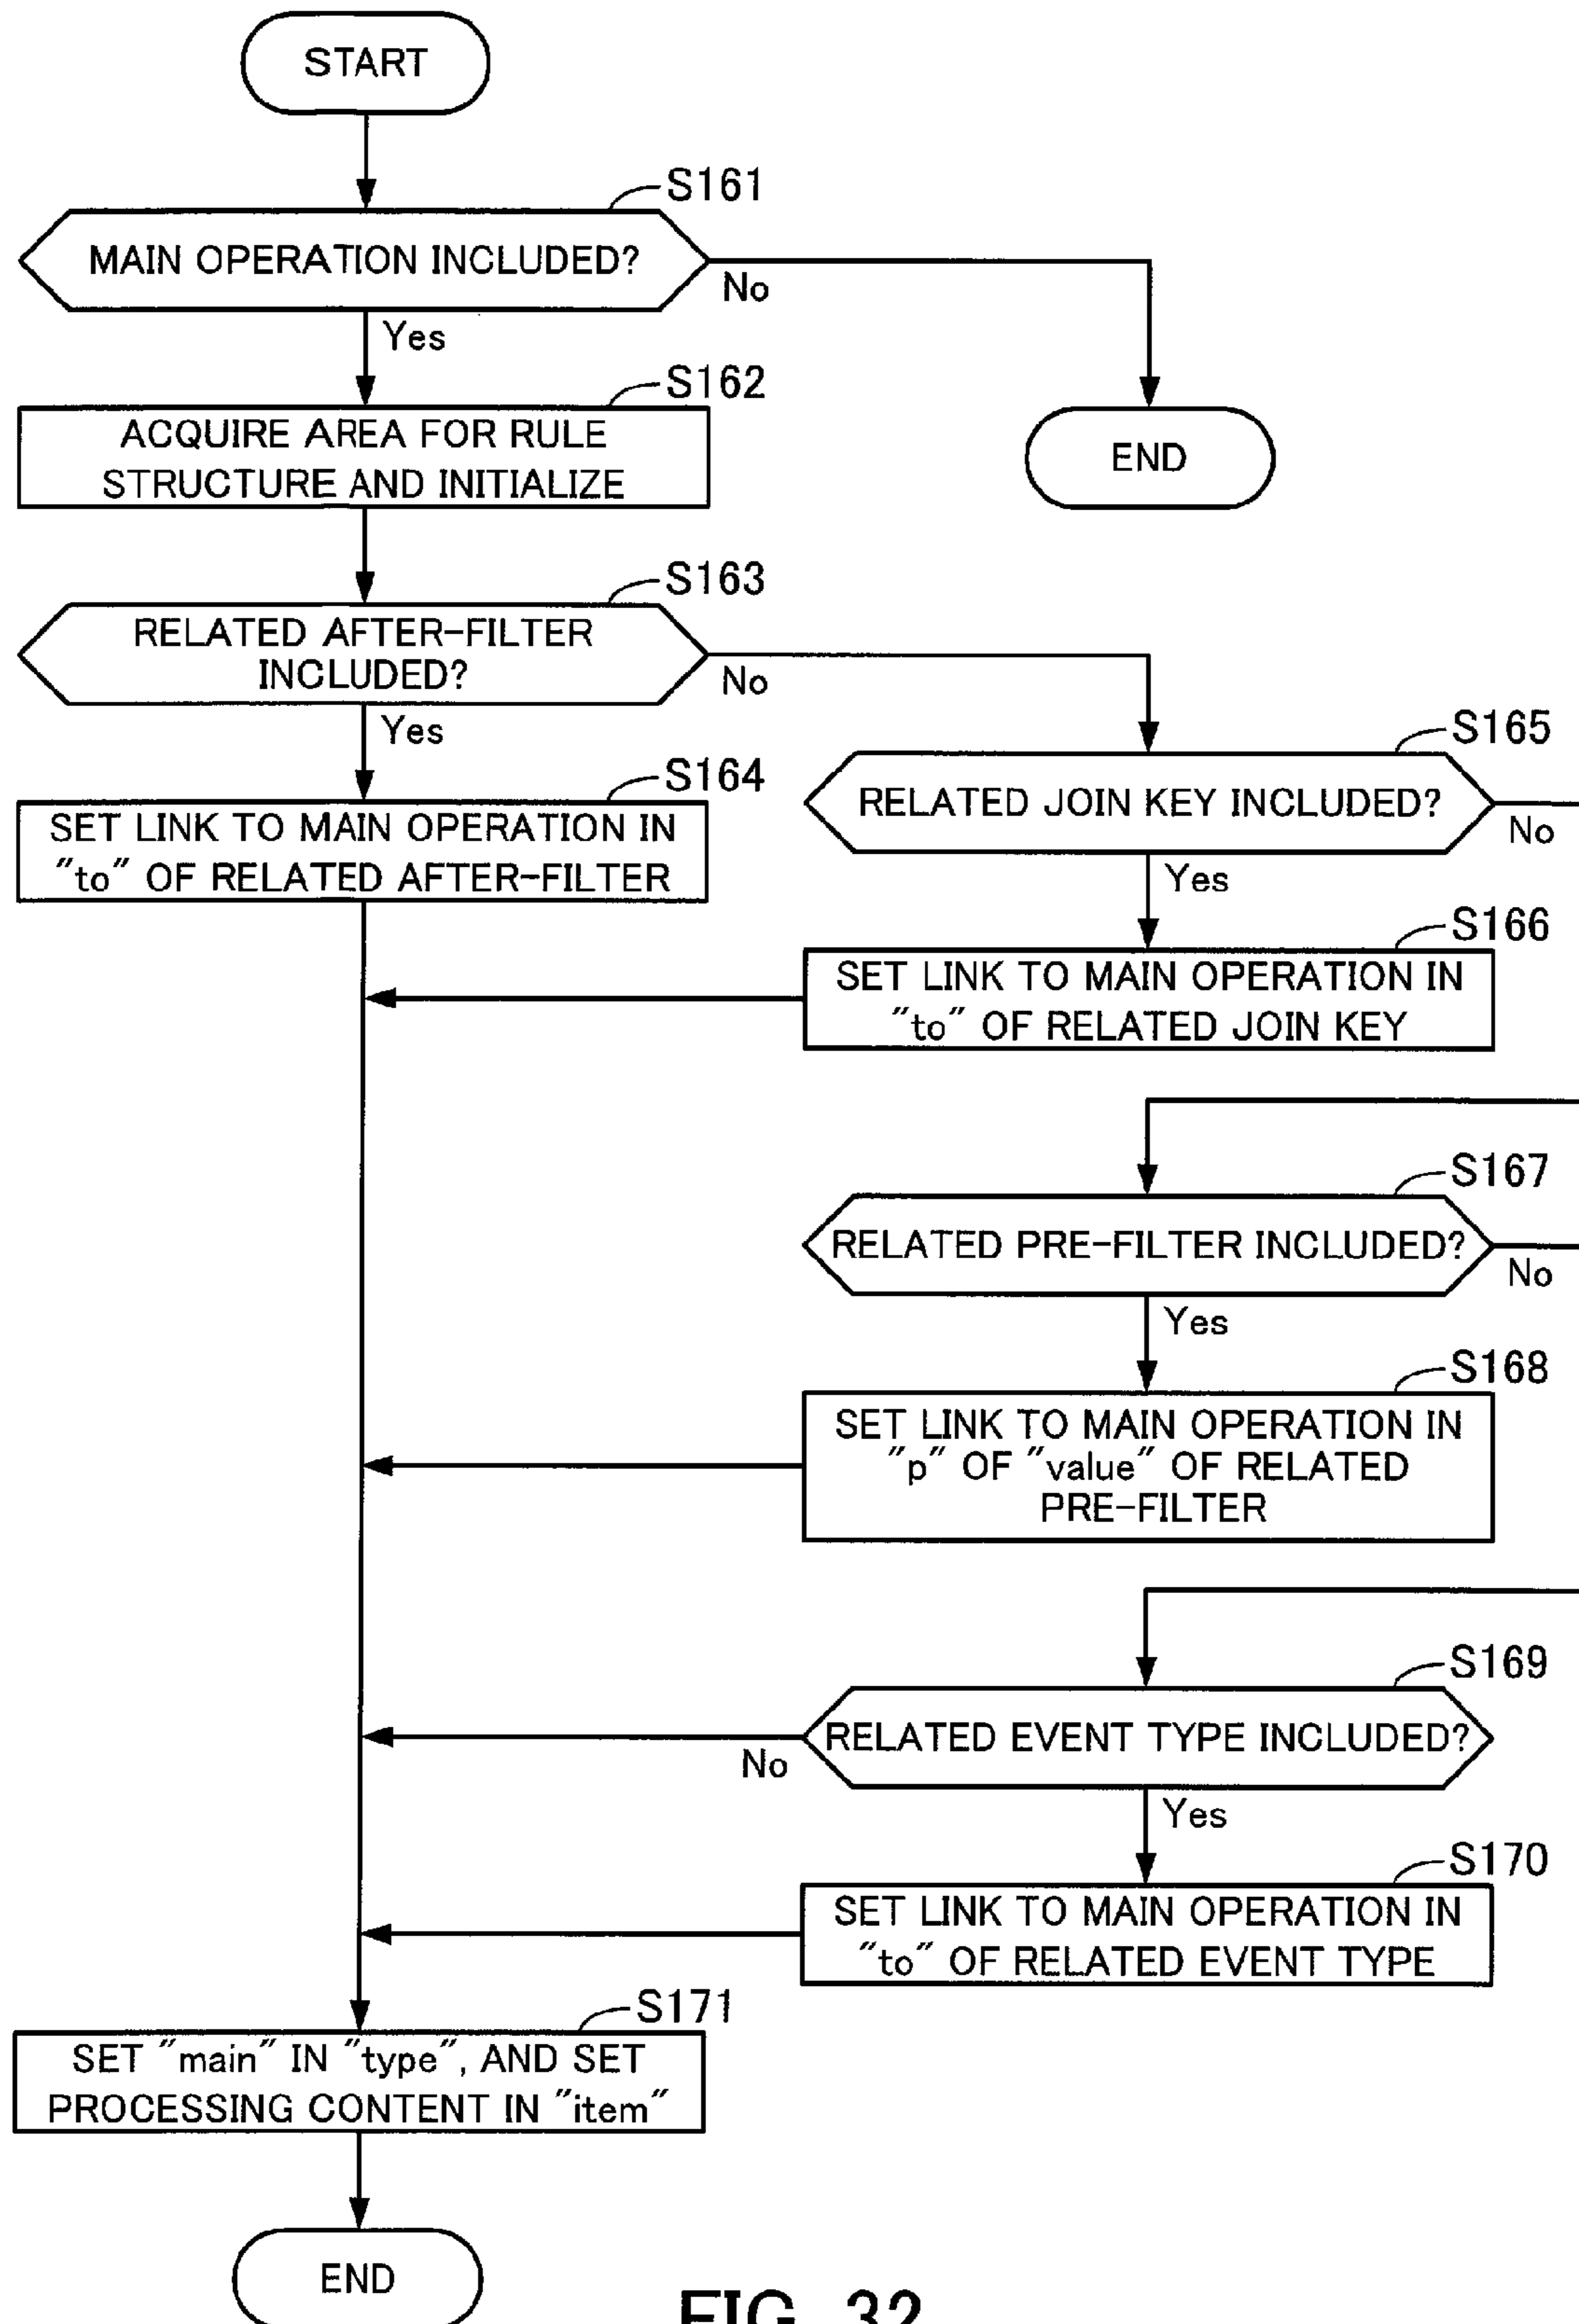 START
S161
MAIN OPERATION INCLUDED?
No
Yes
S162
ACQUIRE AREA FOR RULE
STRUCTURE AND INITIALIZE
END
S163
RELATED AFTER-FILTER
INCLUDED?
No
Yes
S164
SET LINK TO MAIN OPERATION IN
"to" OF RELATED AFTER-FILTER
S165
RELATED JOIN KEY INCLUDED?
No
Yes
S166
SET LINK TO MAIN OPERATION IN
"to" OF RELATED JOIN KEY
S167
RELATED PRE-FILTER INCLUDED?
No
Yes
S168
SET LINK TO MAIN OPERATION IN
"p" OF "value" OF RELATED
PRE-FILTER
S169
RELATED EVENT TYPE INCLUDED?
No
Yes
S170
SET LINK TO MAIN OPERATION IN
"to" OF RELATED EVENT TYPE
S171
SET "main" IN "type", AND SET
PROCESSING CONTENT IN "item"
END
FIG. 32